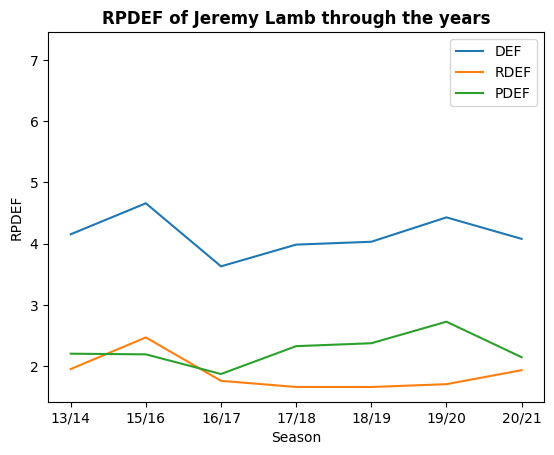 RPDEF of Jeremy Lamb through the years
DEF
RDEF
PDEF
7
6
5
4
3
2
RPDEF
13/14 15/16 16/17 17/18 18/19 19/20 20/21
Season